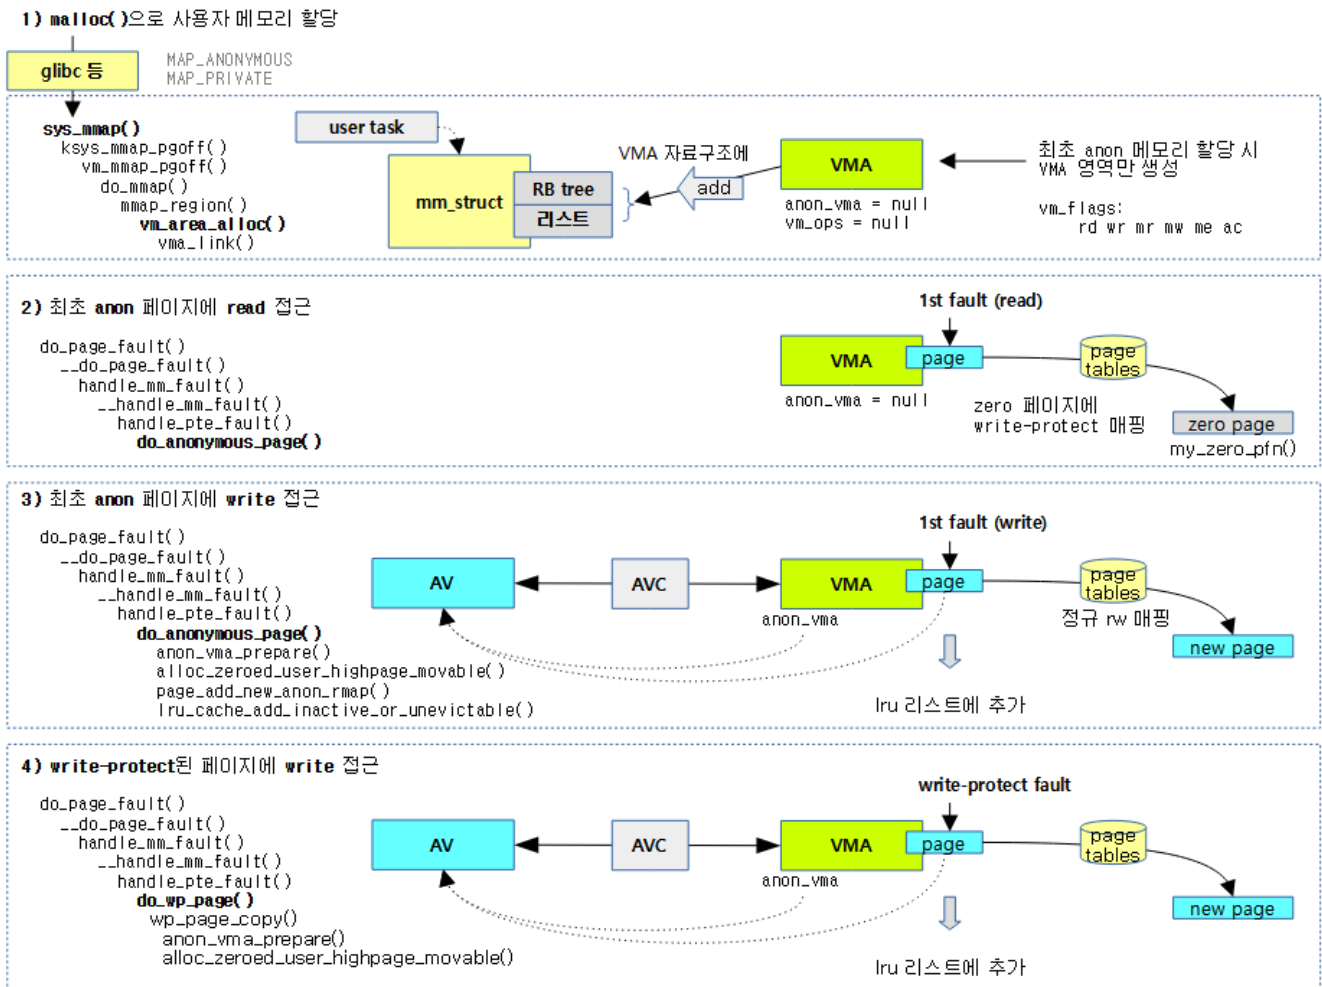 1) malloc()으로 사용자 메모리 할당
glibc 등
MAP_ANONYMOUS
MAP_PRIVATE
sys_mmap()
ksys_mmap_pgoff()
vm_mmap_pgoff()
do_mmap()
mmap_region()
vm_area_alloc()
vma_link()
user task
mm_struct
RB tree
리스트
VMA 자료구조에
add
VMA
anon_vma = null
vm_ops = null
최초 anon 메모리 할당 시
VMA 영역만 생성
vm_flags:
rd wr mr mw me ac
2) 최초 anon 페이지에 read 접근
do_page_fault()
__do_page_fault()
handle_mm_fault()
__handle_mm_fault()
handle_pte_fault()
do_anonymous_page()
1st fault (read)
VMA
page
anon_vma = null
page
tables
zero 페이지에
write-protect 매핑
zero page
my_zero_pfn()
3) 최초 anon 페이지에 write 접근
do_page_fault()
__do_page_fault()
handle_mm_fault()
__handle_mm_fault()
handle_pte_fault()
do_anonymous_page()
anon_vma_prepare()
alloc_zeroed_user_highpage_movable()
page_add_new_anon_rmap()
lru_cache_add_inactive_or_unevictable()
AV
AVC
1st fault (write)
VMA
page
anon_vma
page
tables
정규 rw 매핑
new page
lru 리스트에 추가
4) write-protect된 페이지에 write 접근
do_page_fault()
__do_page_fault()
handle_mm_fault()
__handle_mm_fault()
handle_pte_fault()
do_wp_page()
wp_page_copy()
anon_vma_prepare()
alloc_zeroed_user_highpage_movable()
AV
AVC
write-protect fault
VMA
page
anon_vma
page
tables
new page
lru 리스트에 추가